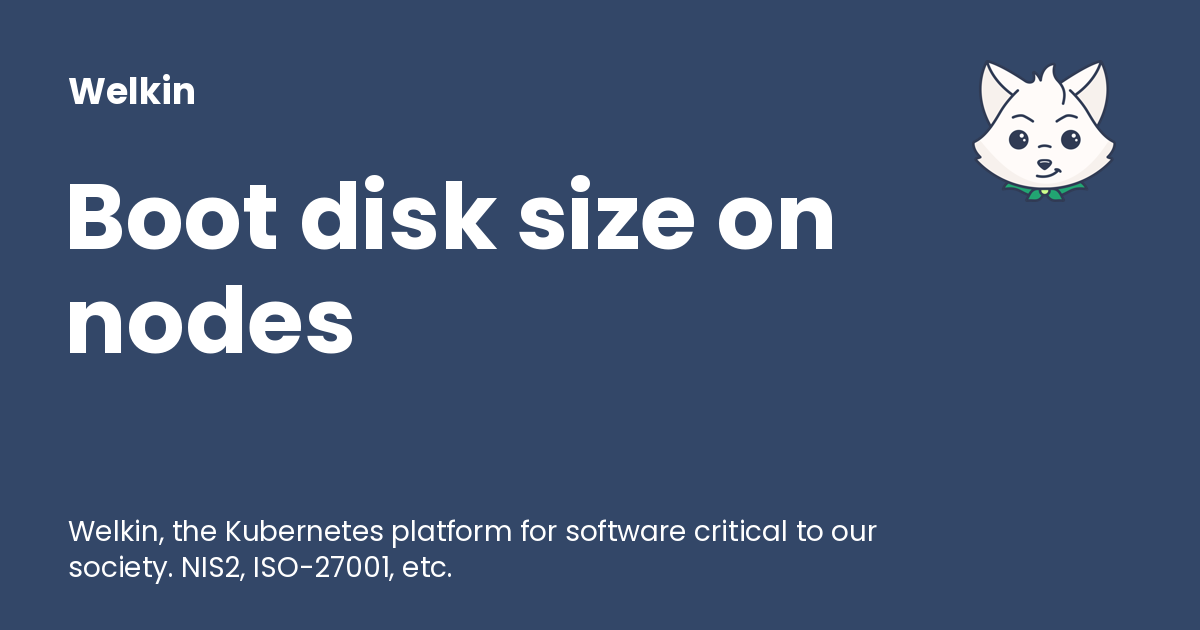 Welkin
Boot disk size on
nodes
Welkin, the Kubernetes platform for software critical to our
society. NIS2, ISO-27001, etc.